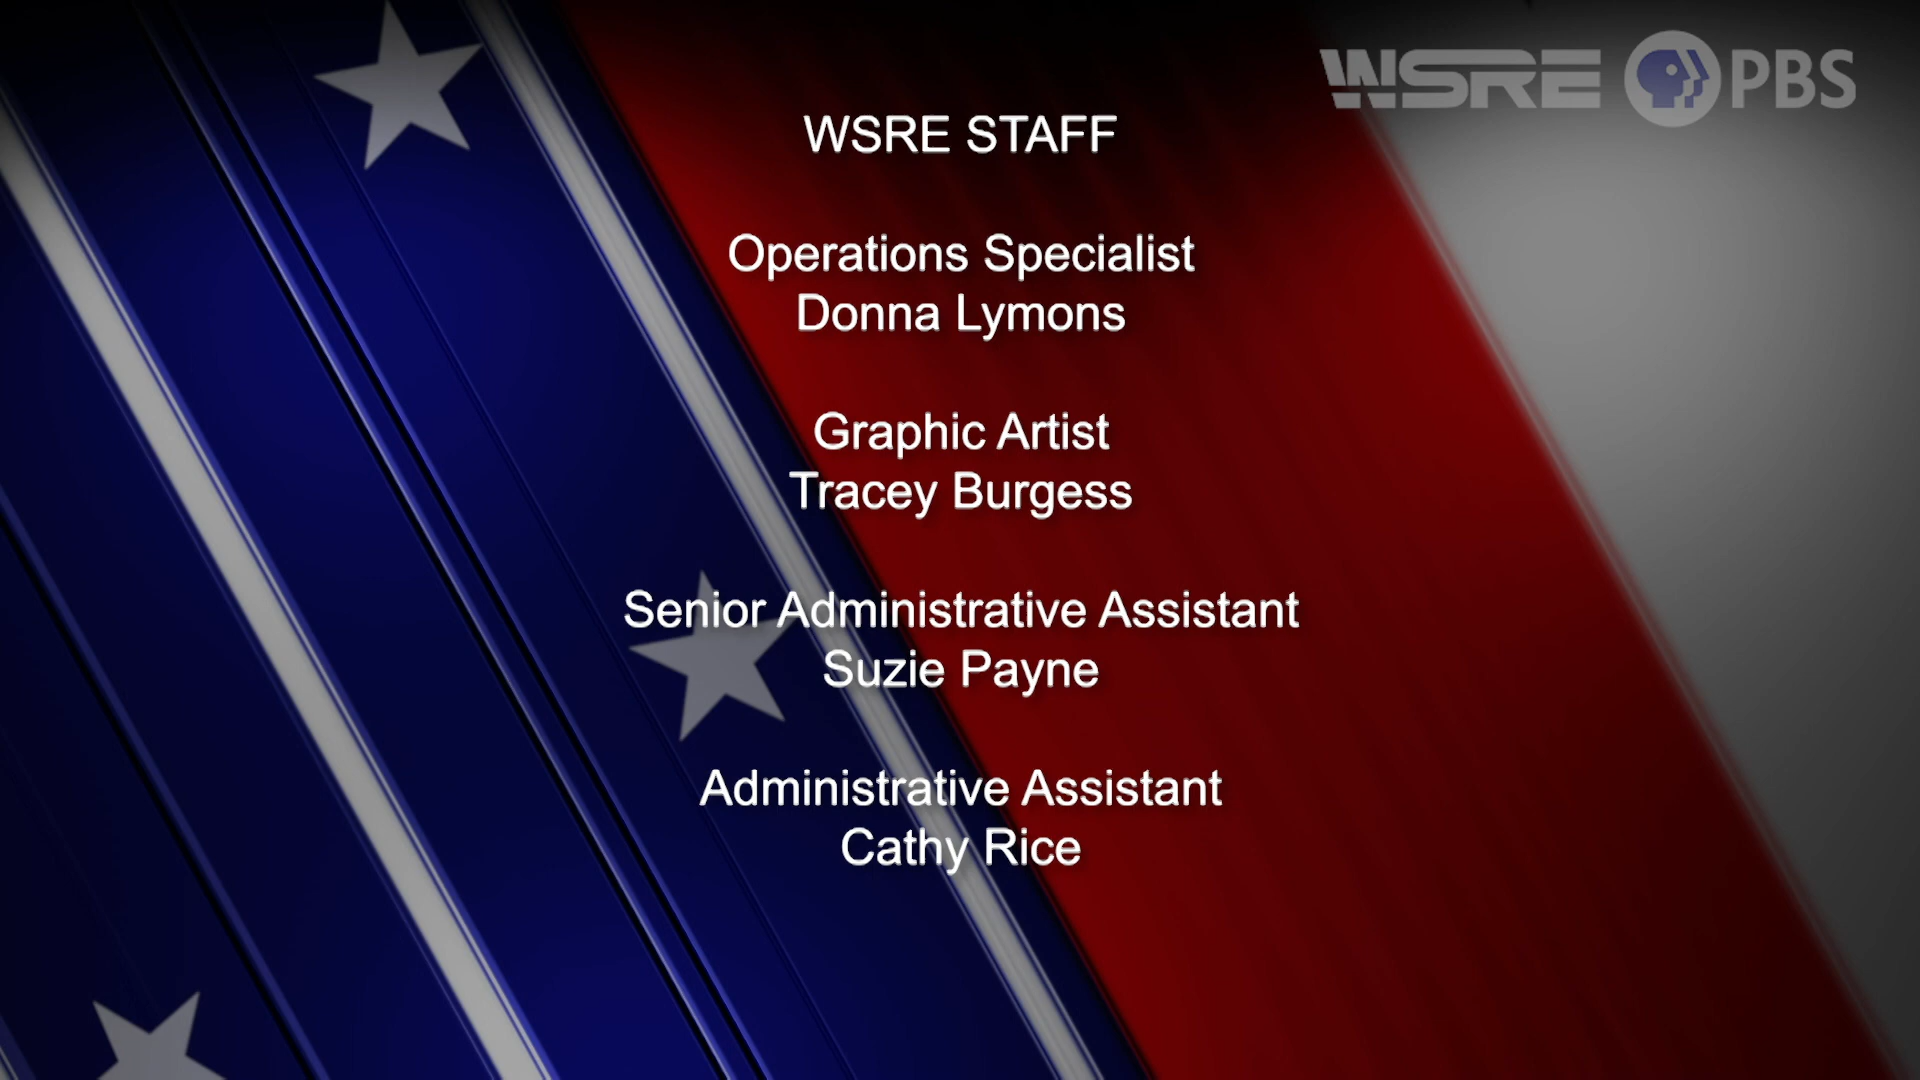 WSRE PBS
WSRE STAFF
Operations Specialist
Donna Lymons
Graphic Artist
Tracey Burgess
Senior Administrative Assistant
Suzie Payne
Administrative Assistant
Cathy Rice